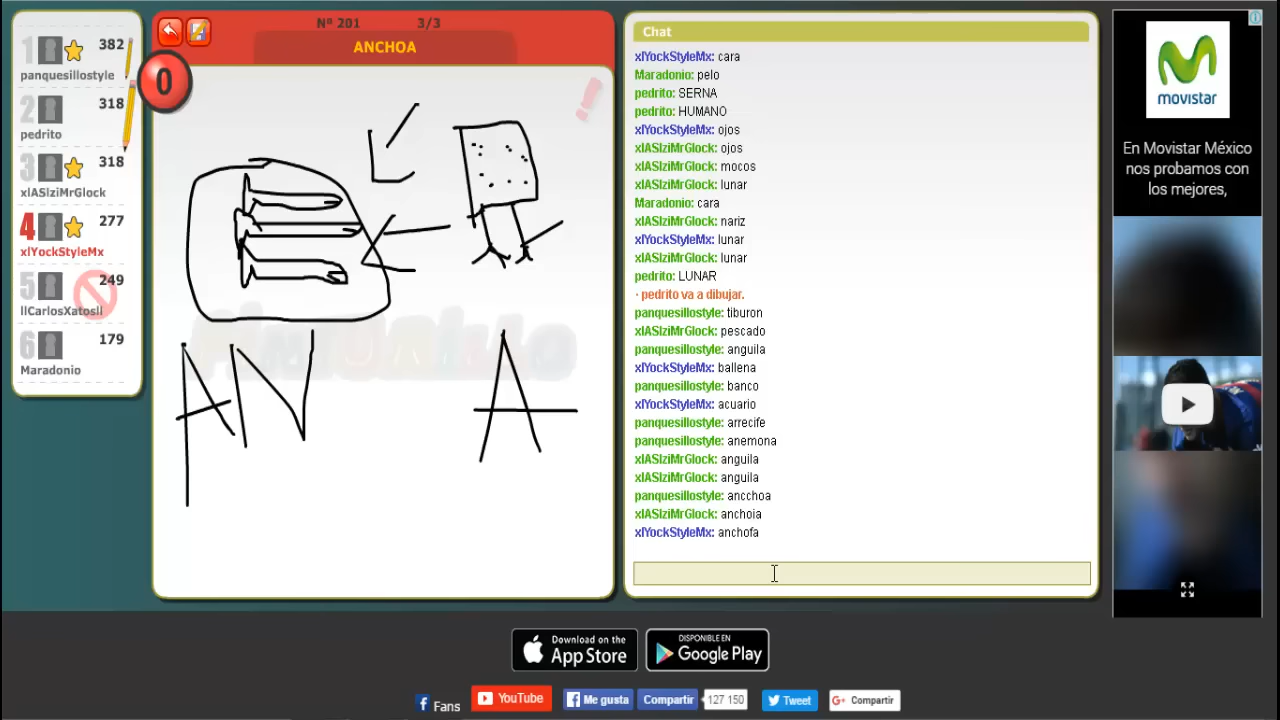 1 382
panquesillostyle
2 318
pedrito
3 318
xIASIziMrGlock
4 277
xlYockStyleMx
5 249
llCarlosXatosll
6 179
Maradonio
Nº 201 3/3
ANCHOA
0
AN A
Chat
xlYockStyleMx: cara
Maradonio: pelo
pedrito: SERNA
pedrito: HUMANO
xlYockStyleMx: ojos
xIASIziMrGlock: ojos
xIASIziMrGlock: mocos
xIASIziMrGlock: lunar
Maradonio: cara
xIASIziMrGlock: nariz
xlYockStyleMx: lunar
xIASIziMrGlock: lunar
pedrito: LUNAR
· pedrito va a dibujar.
panquesillostyle: tiburon
xIASIziMrGlock: pescado
panquesillostyle: anguila
xlYockStyleMx: ballena
panquesillostyle: banco
xlYockStyleMx: acuario
panquesillostyle: arrecife
panquesillostyle: anemona
xIASIziMrGlock: anguila
xIASIziMrGlock: anguila
panquesillostyle: ancchoa
xIASIziMrGlock: anchoia
xlYockStyleMx: anchofa
movistar
En Movistar México
nos probamos con
los mejores,
Download on the
App Store
DISPONIBLE EN
Google Play
Fans
YouTube
Me gusta
Compartir
127 150
Tweet
G+ Compartir